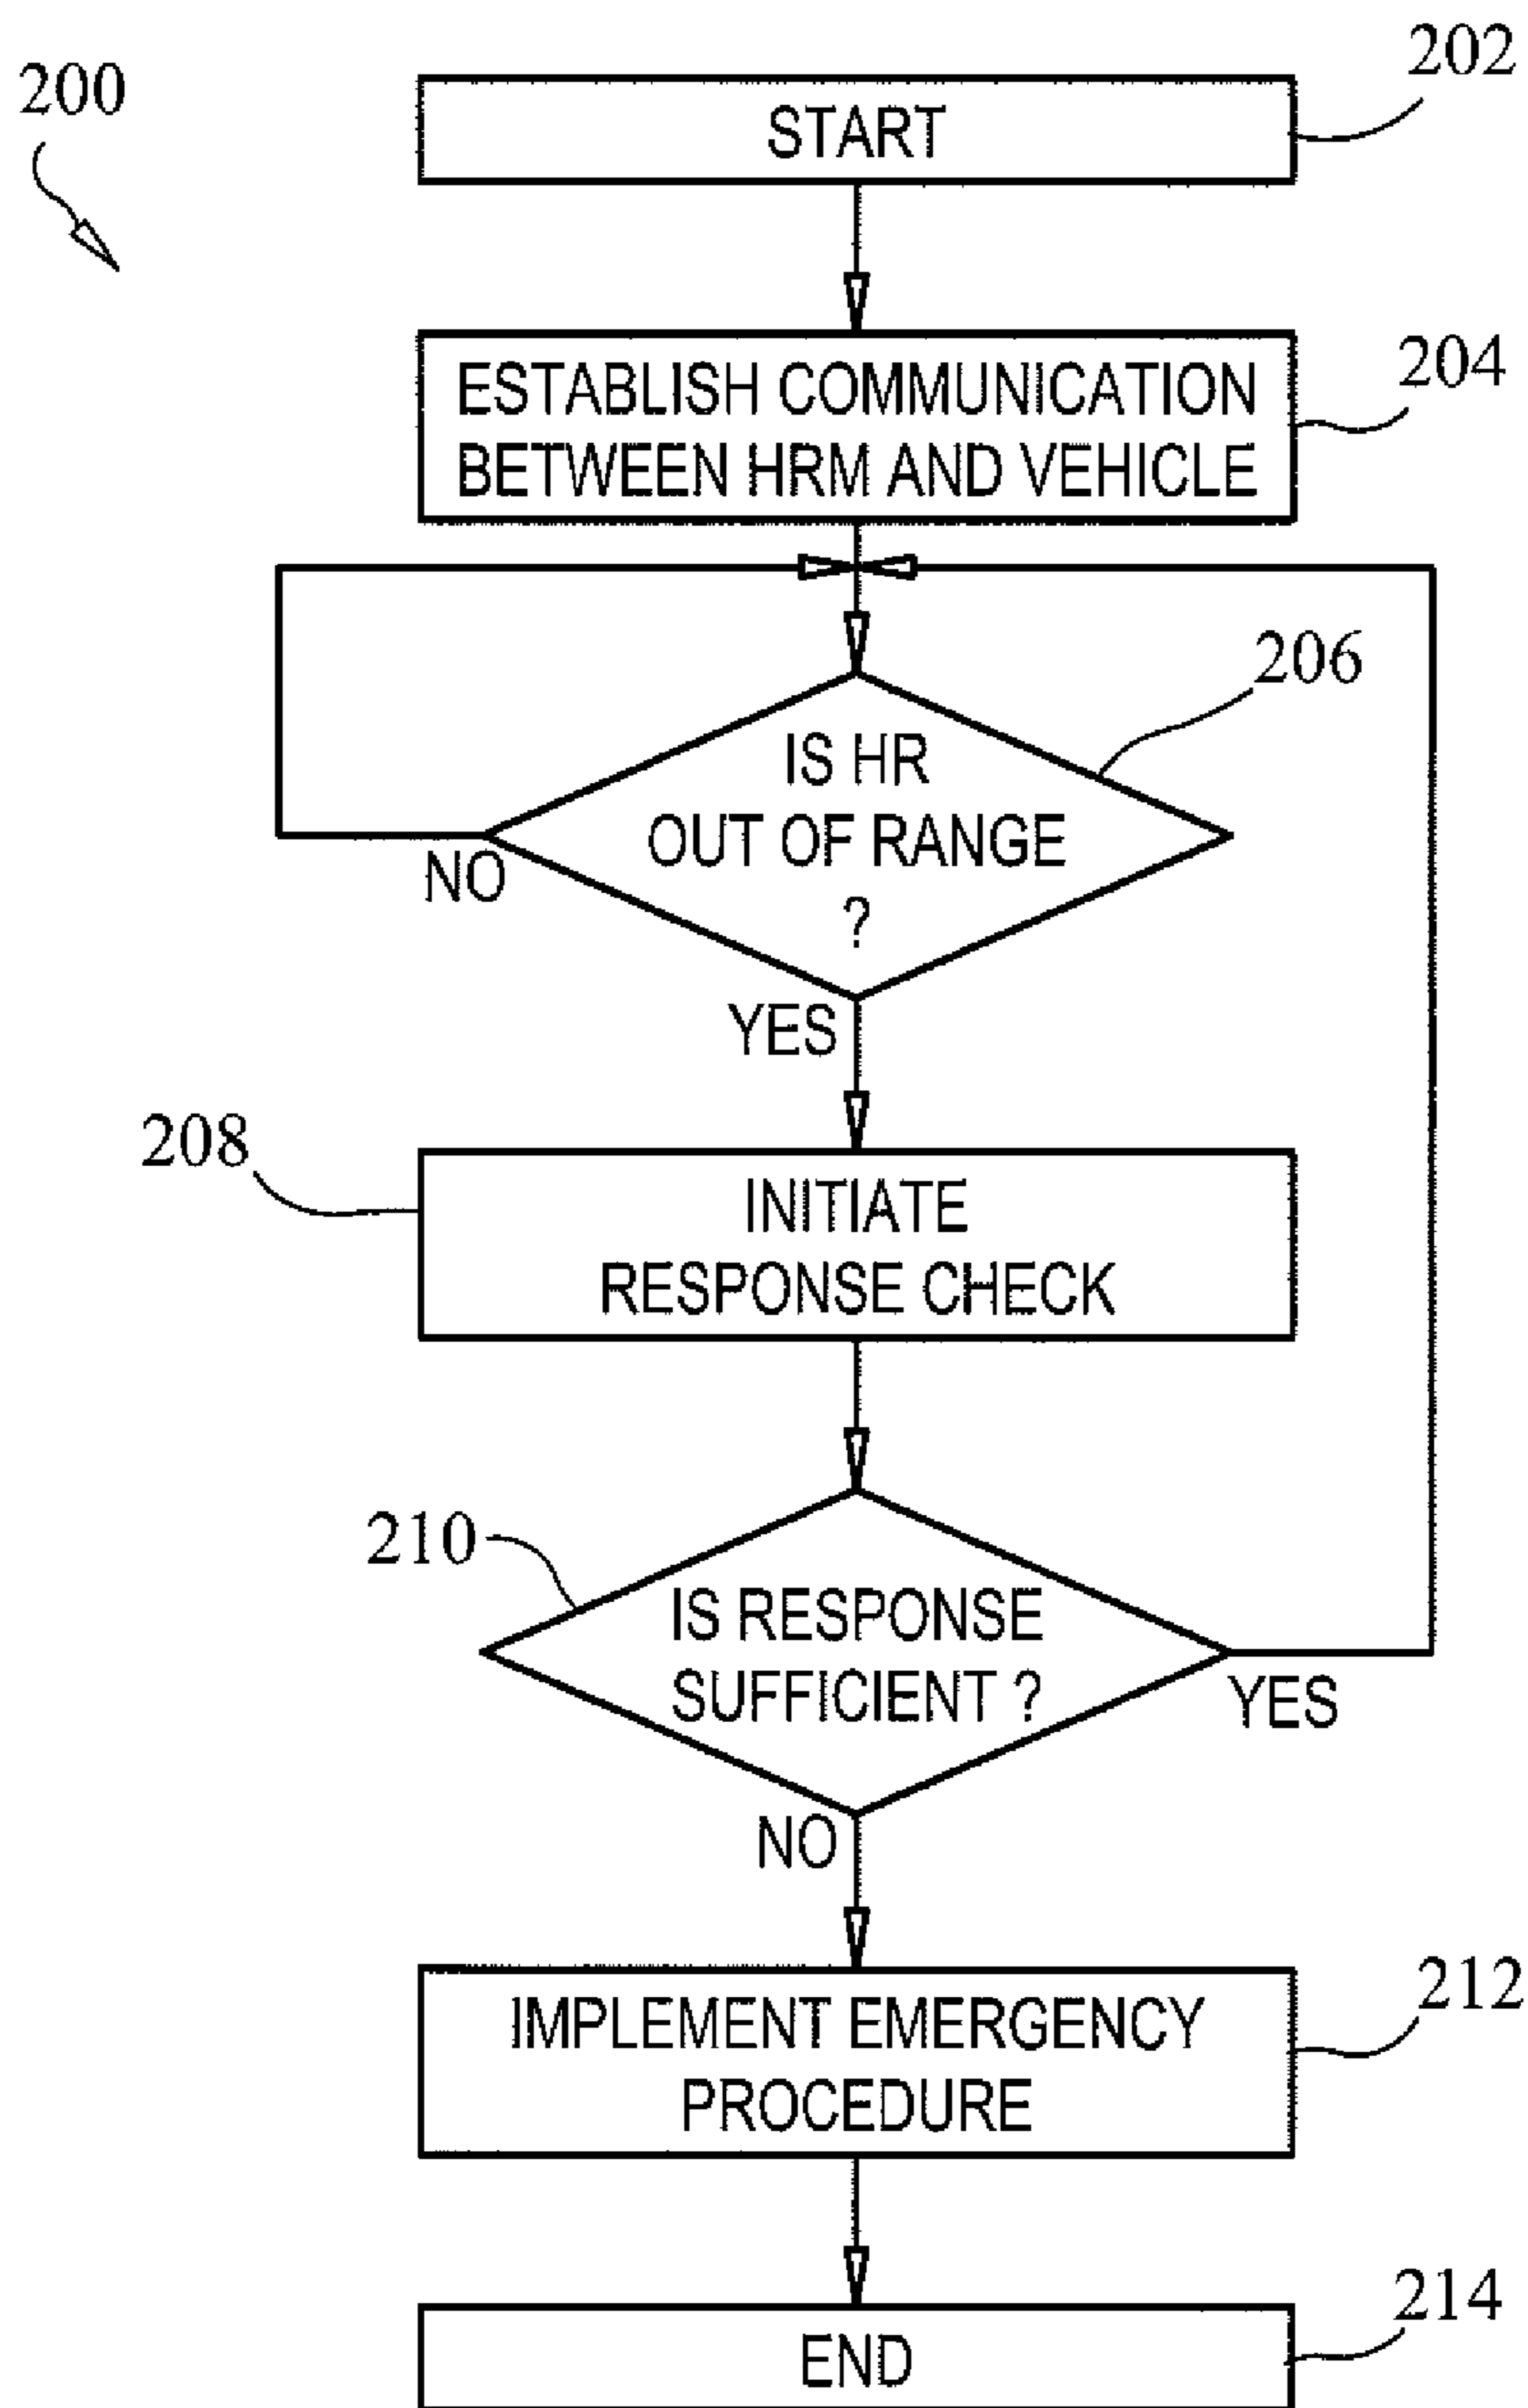 200
202
START
204
ESTABLISH COMMUNICATION
BETWEEN HRM AND VEHICLE
206
IS HR
OUT OF RANGE
?
NO
YES
208
INITIATE
RESPONSE CHECK
210
IS RESPONSE
SUFFICIENT ?
YES
NO
212
IMPLEMENT EMERGENCY
PROCEDURE
214
END